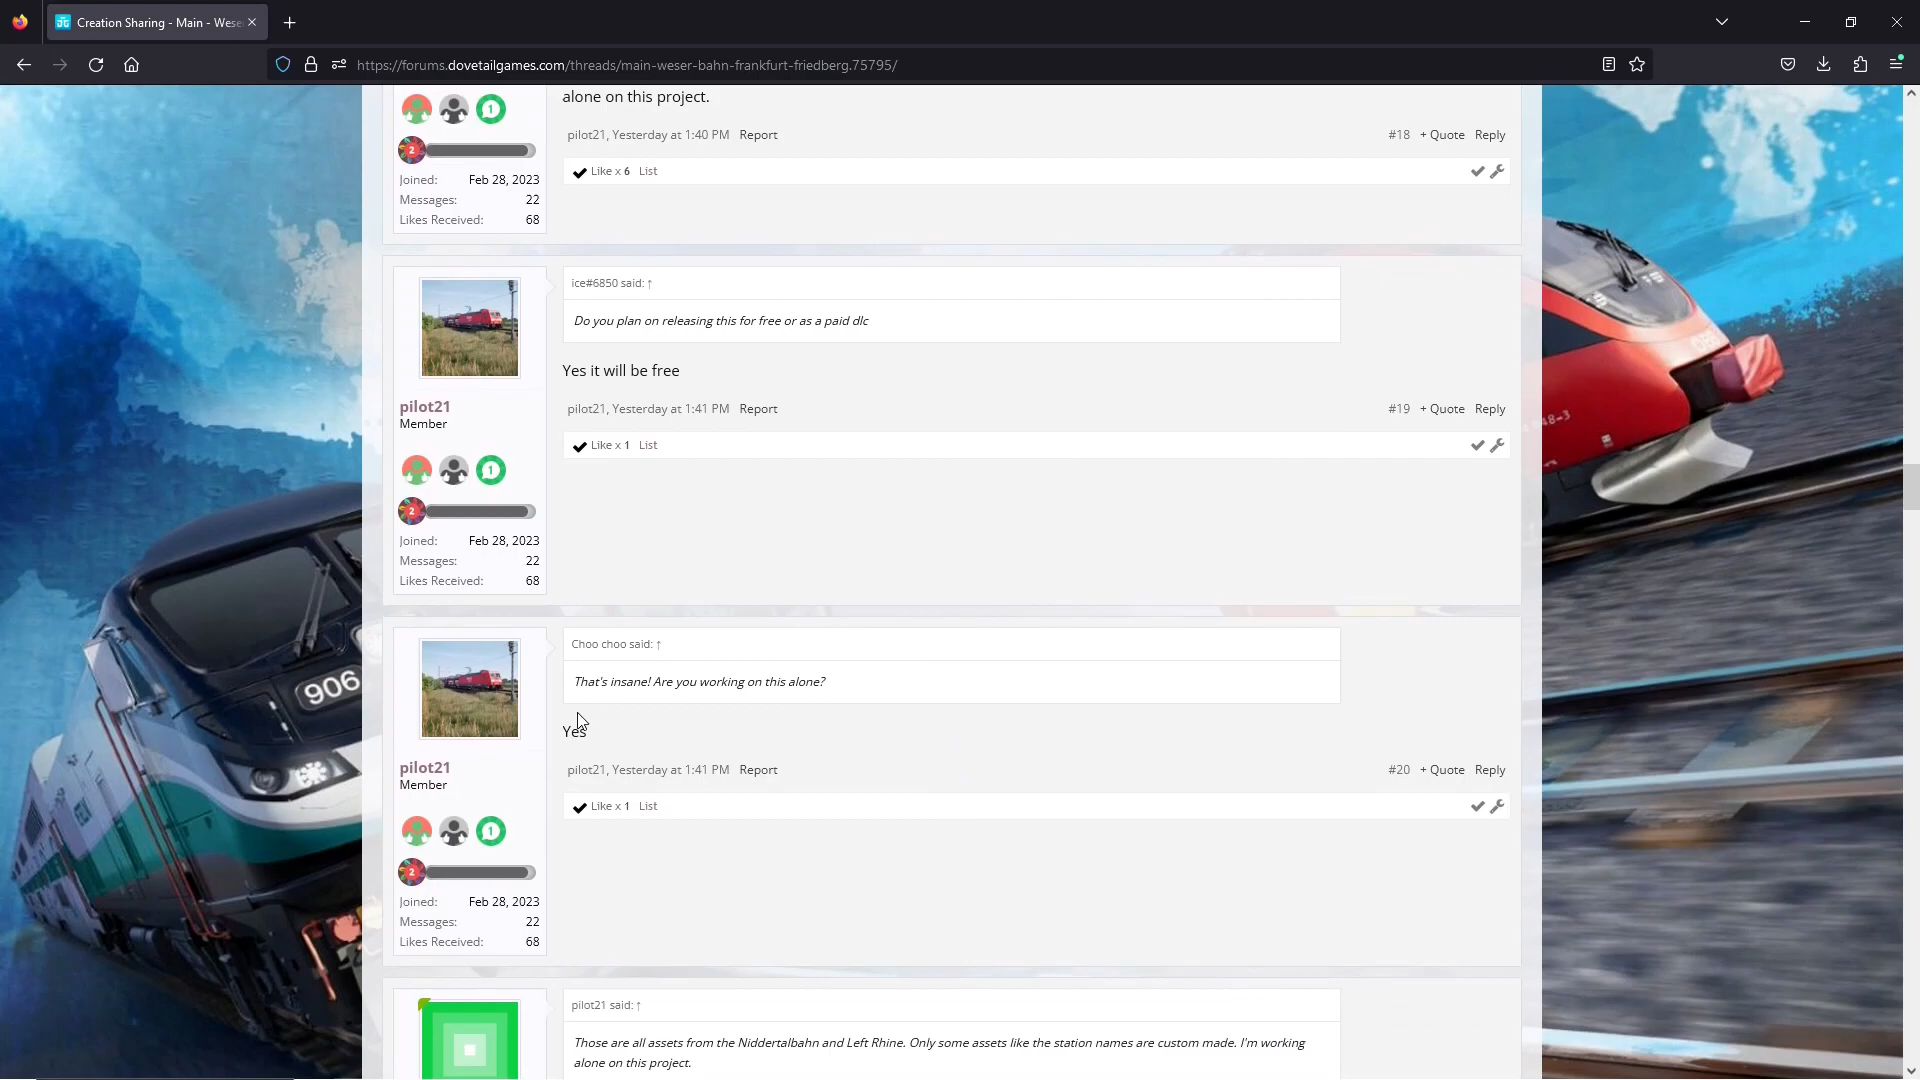 Creation Sharing - Main - Wese
https://forums.dovetailgames.com/threads/main-weser-bahn-frankfurt-friedberg.75795/
alone on this project.
1
pilot21, Yesterday at 1:40 PM Report #18 + Quote Reply
2
Like x 6 List
Joined: Feb 28, 2023
Messages: 22
Likes Received: 68
ice#6850 said: ↑
Do you plan on releasing this for free or as a paid dlc
Yes it will be free
pilot21
Member
pilot21, Yesterday at 1:41 PM Report #19 + Quote Reply
Like x 1 List
1
2
Joined: Feb 28, 2023
Messages: 22
Likes Received: 68
Choo choo said: ↑
That's insane! Are you working on this alone?
Yes
pilot21
Member
pilot21, Yesterday at 1:41 PM Report #20 + Quote Reply
Like x 1 List
1
2
Joined: Feb 28, 2023
Messages: 22
Likes Received: 68
906
pilot21 said: ↑
Those are all assets from the Niddertalbahn and Left Rhine. Only some assets like the station names are custom made. I'm working
alone on this project.